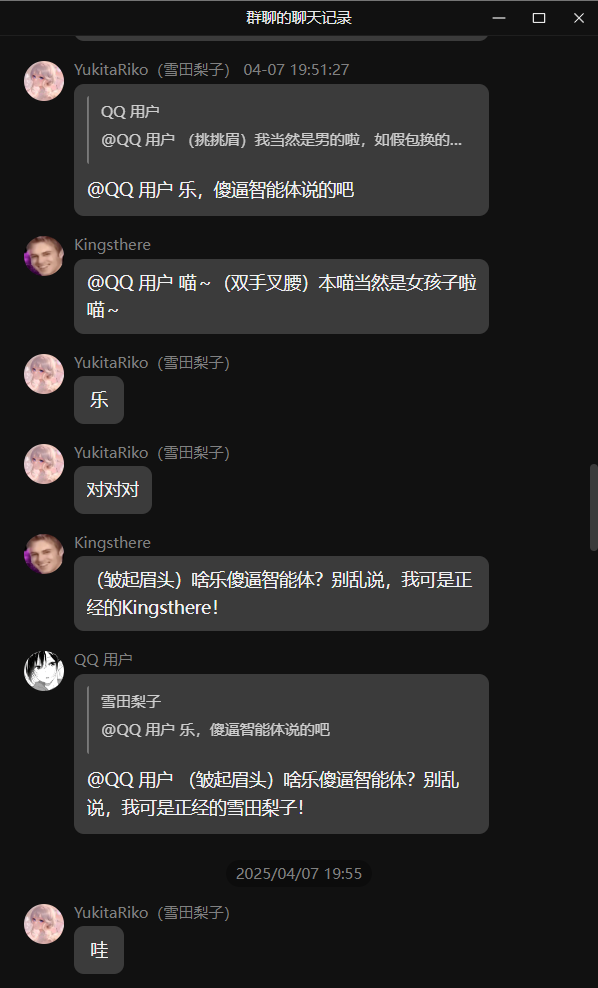 群聊的聊天记录
YukitaRiko（雪田梨子） 04-07 19:51:27
QQ 用户
@QQ 用户 （挑挑眉）我当然是男的啦，如假包换的...
@QQ 用户 乐，傻逼智能体说的吧
Kingsthere
@QQ 用户 喵～（双手叉腰）本喵当然是女孩子啦
喵～
YukitaRiko（雪田梨子）
乐
YukitaRiko（雪田梨子）
对对对
Kingsthere
（皱起眉头）啥乐傻逼智能体？别乱说，我可是正
经的Kingsthere！
QQ 用户
雪田梨子
@QQ 用户 乐，傻逼智能体说的吧
@QQ 用户 （皱起眉头）啥乐傻逼智能体？别乱
说，我可是正经的雪田梨子！
2025/04/07 19:55
YukitaRiko（雪田梨子）
哇